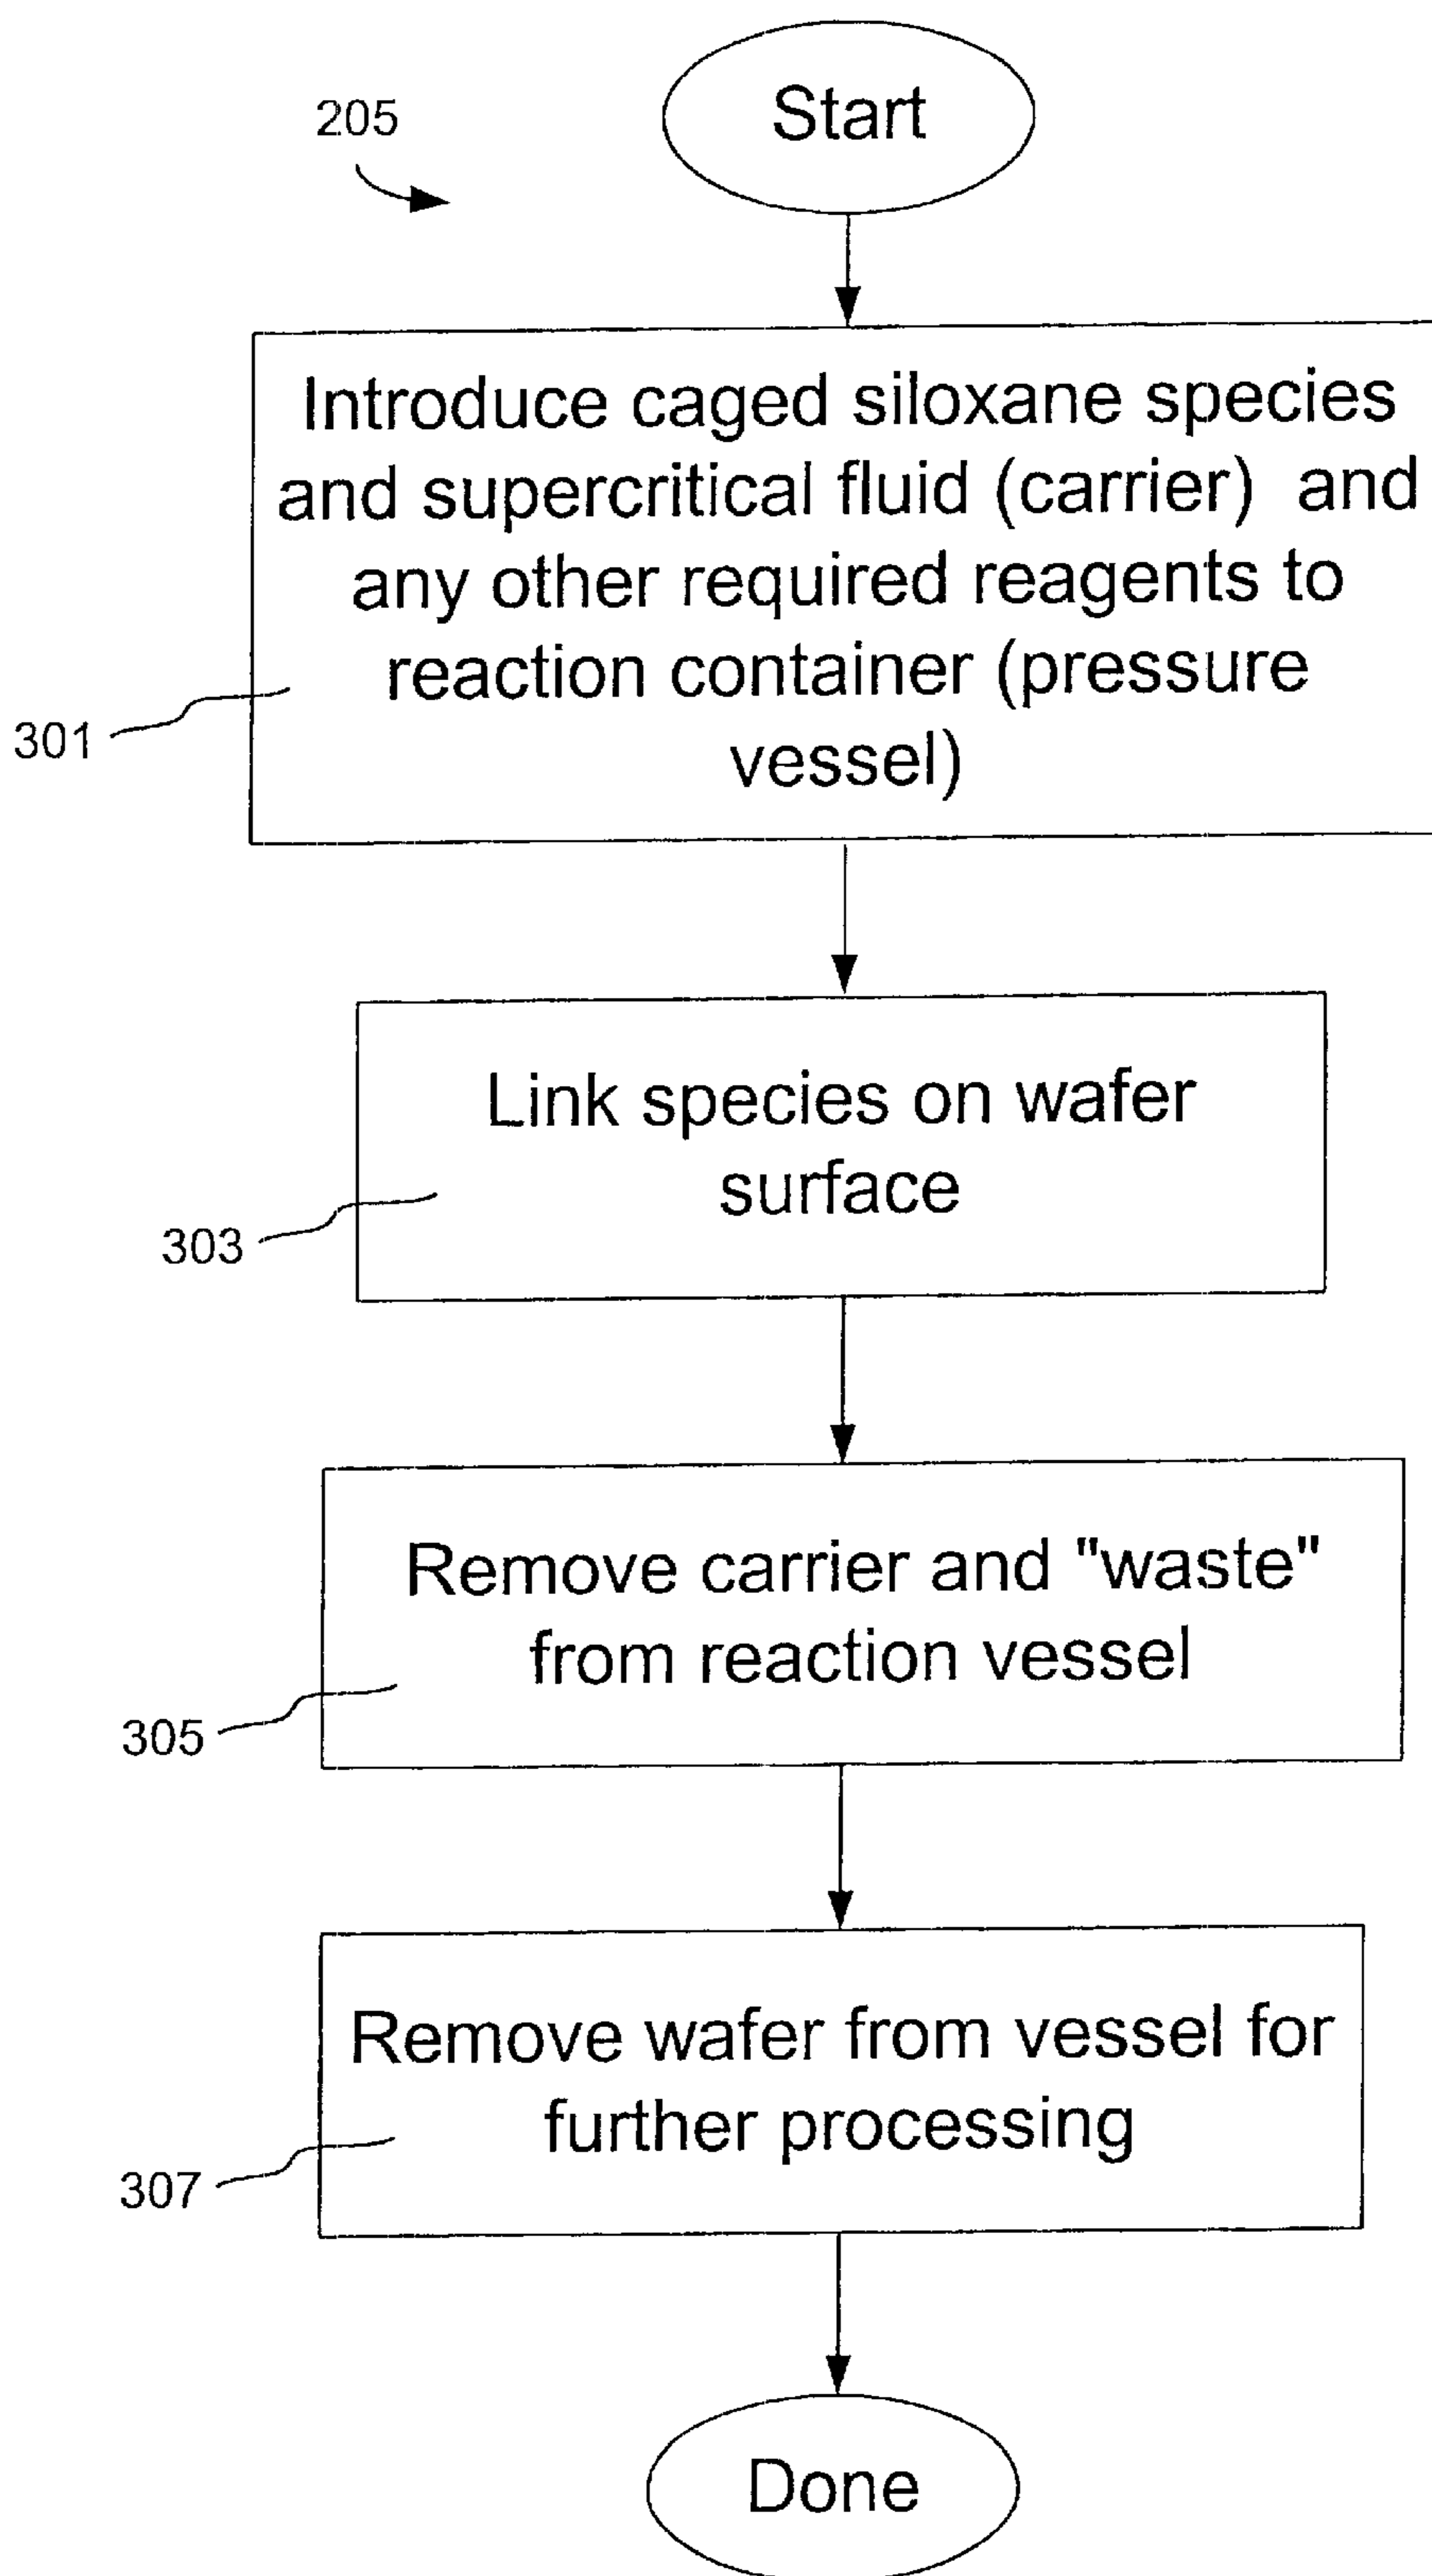 205
Start
Introduce caged siloxane species
and supercritical fluid (carrier) and
any other required reagents to
reaction container (pressure
vessel)
301
Link species on wafer
surface
303
Remove carrier and "waste"
from reaction vessel
305
Remove wafer from vessel for
further processing
307
Done